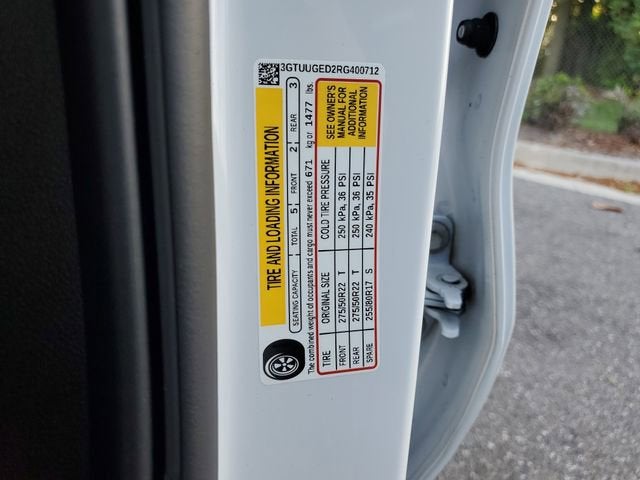 3GTUUGED2RG400712
TIRE AND LOADING INFORMATION
SEATING CAPACITY TOTAL 5 FRONT 2 REAR 3
The combined weight of occupants and cargo must never exceed 671 kg or 1477 lbs.
TIRE ORIGINAL SIZE COLD TIRE PRESSURE
FRONT 275/50R22 T 250 kPa, 36 PSI
REAR 275/50R22 T 250 kPa, 36 PSI
SPARE 255/80R17 S 240 kPa, 35 PSI
SEE OWNER'S
MANUAL FOR
ADDITIONAL
INFORMATION